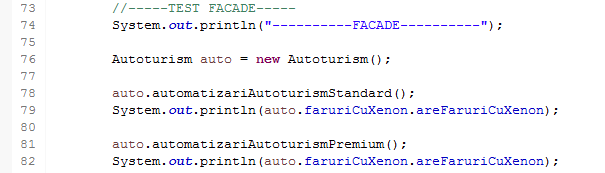 73 //-----TEST FACADE-----
74 System.out.println("----------FACADE----------");
75
76 Autoturism auto = new Autoturism();
77
78 auto.automatizariAutoturismStandard();
79 System.out.println(auto.faruriCuXenon.areFaruriCuXenon);
80
81 auto.automatizariAutoturismPremium();
82 System.out.println(auto.faruriCuXenon.areFaruriCuXenon);